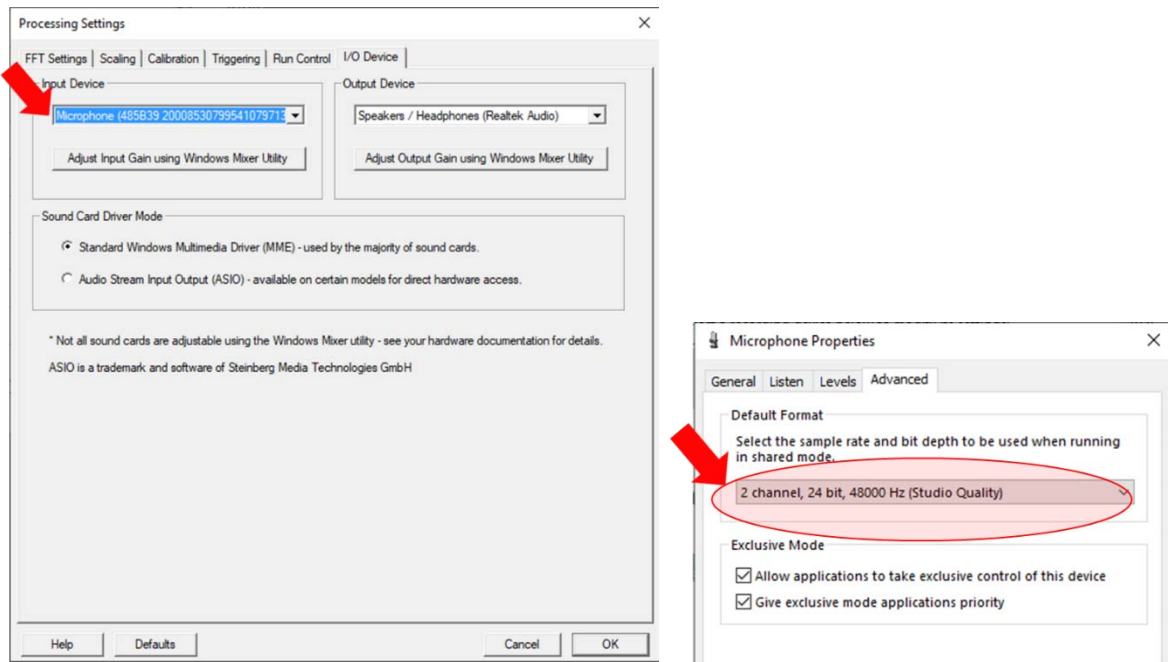 Processing Settings
FFT Settings Scaling Calibration Triggering Run Control I/O Device
Input Device
Microphone (485B39 20008530799541079713
Adjust Input Gain using Windows Mixer Utility
Output Device
Speakers / Headphones (Realtek Audio)
Adjust Output Gain using Windows Mixer Utility
Sound Card Driver Mode
Standard Windows Multimedia Driver (MME) - used by the majority of sound cards.
Audio Stream Input Output (ASIO) - available on certain models for direct hardware access.
* Not all sound cards are adjustable using the Windows Mixer utility - see your hardware documentation for details.
ASIO is a trademark and software of Steinberg Media Technologies GmbH
Help Defaults Cancel OK
Microphone Properties
General Listen Levels Advanced
Default Format
Select the sample rate and bit depth to be used when running
in shared mode.
2 channel, 24 bit, 48000 Hz (Studio Quality)
Exclusive Mode
Allow applications to take exclusive control of this device
Give exclusive mode applications priority